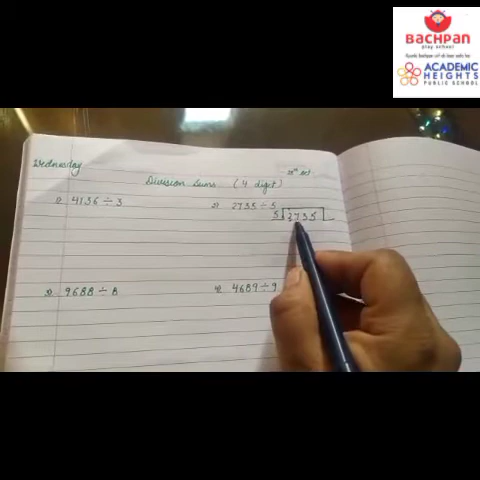 BACHPAN
play school
ACADEMIC
HEIGHTS
PUBLIC SCHOOL
Wednesday
Division Sums (4 digit)
1) 4136 ÷ 3
2) 2735 ÷ 5
5 2735
3) 9688 ÷ 8
4) 4689 ÷ 9